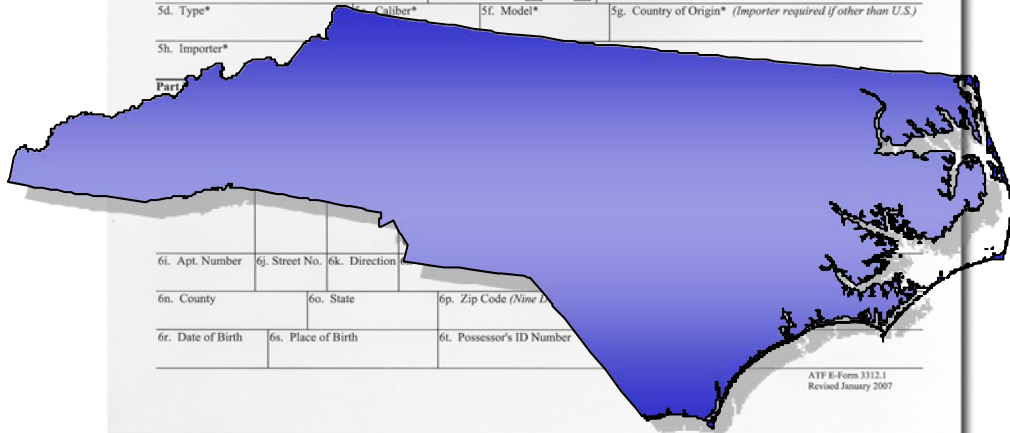 5d. Type* Caliber* 5f. Model* 5g. Country of Origin* (Importer required if other than U.S.)
5h. Importer*
Part
6i. Apt. Number 6j. Street No. 6k. Direction
6n. County 6o. State 6p. Zip Code (Nine
6r. Date of Birth 6s. Place of Birth 6t. Possessor's ID Number
ATF E-Form 3312.1
Revised January 2007